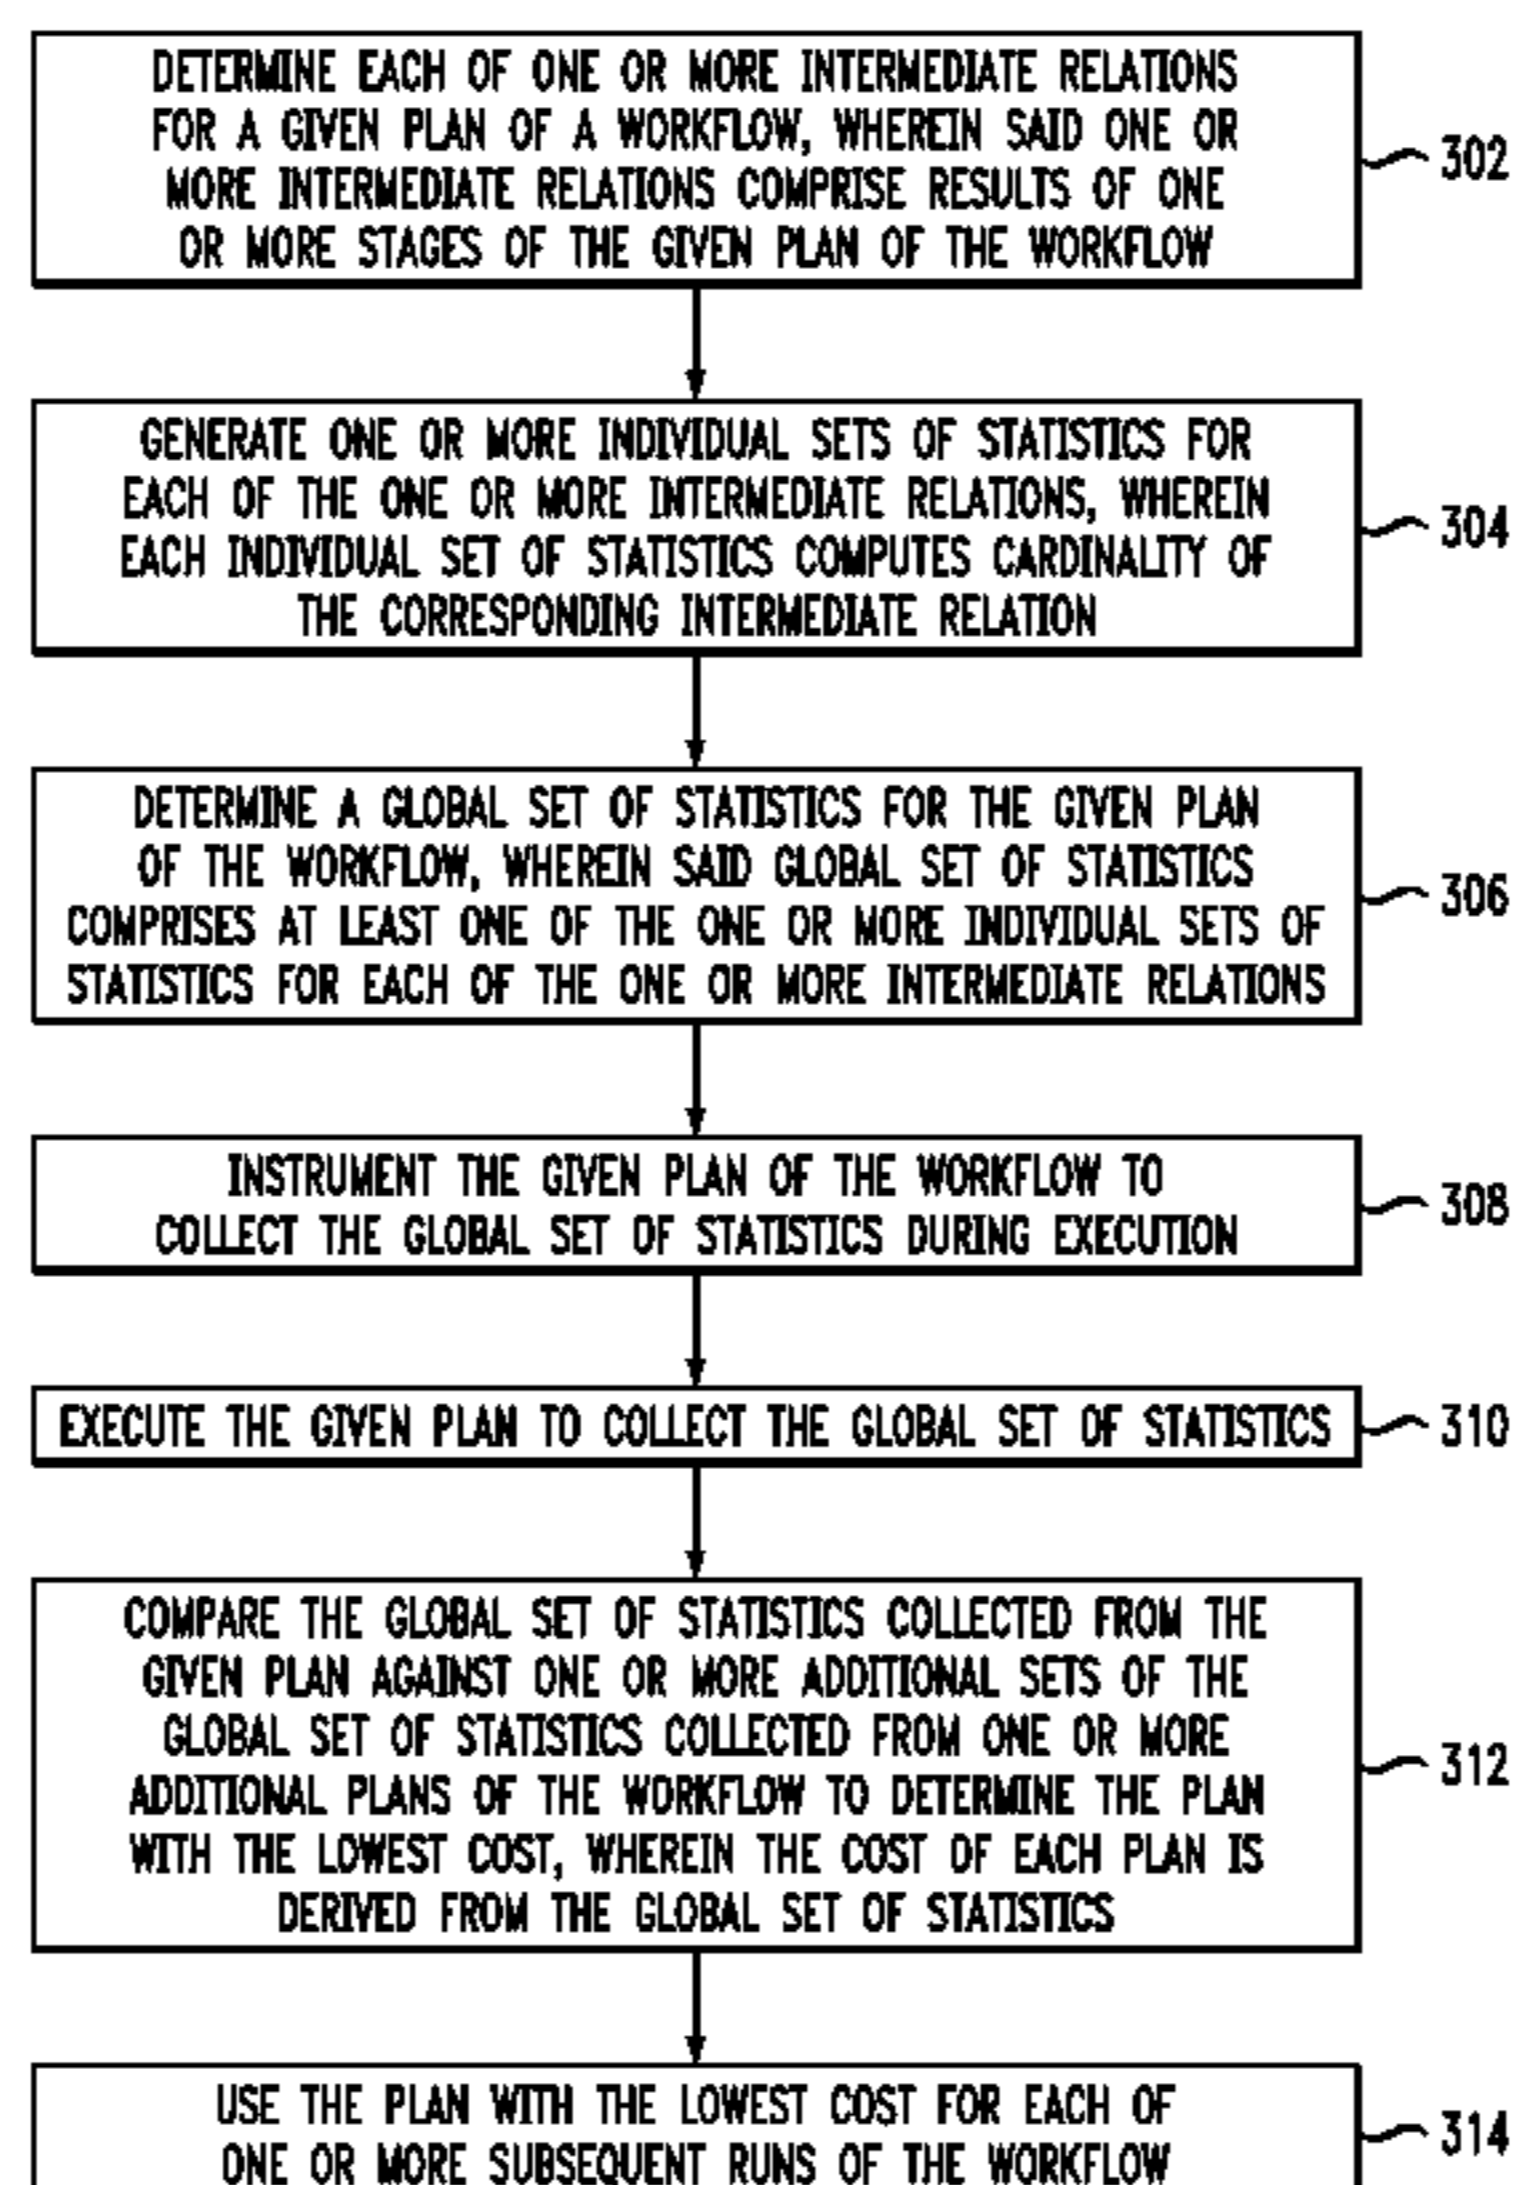 DETERMINE EACH OF ONE OR MORE INTERMEDIATE RELATIONS
FOR A GIVEN PLAN OF A WORKFLOW, WHEREIN SAID ONE OR
MORE INTERMEDIATE RELATIONS COMPRISE RESULTS OF ONE
OR MORE STAGES OF THE GIVEN PLAN OF THE WORKFLOW
302
GENERATE ONE OR MORE INDIVIDUAL SETS OF STATISTICS FOR
EACH OF THE ONE OR MORE INTERMEDIATE RELATIONS, WHEREIN
EACH INDIVIDUAL SET OF STATISTICS COMPUTES CARDINALITY OF
THE CORRESPONDING INTERMEDIATE RELATION
304
DETERMINE A GLOBAL SET OF STATISTICS FOR THE GIVEN PLAN
OF THE WORKFLOW, WHEREIN SAID GLOBAL SET OF STATISTICS
COMPRISES AT LEAST ONE OF THE ONE OR MORE INDIVIDUAL SETS OF
STATISTICS FOR EACH OF THE ONE OR MORE INTERMEDIATE RELATIONS
306
INSTRUMENT THE GIVEN PLAN OF THE WORKFLOW TO
COLLECT THE GLOBAL SET OF STATISTICS DURING EXECUTION
308
EXECUTE THE GIVEN PLAN TO COLLECT THE GLOBAL SET OF STATISTICS
310
COMPARE THE GLOBAL SET OF STATISTICS COLLECTED FROM THE
GIVEN PLAN AGAINST ONE OR MORE ADDITIONAL SETS OF THE
GLOBAL SET OF STATISTICS COLLECTED FROM ONE OR MORE
ADDITIONAL PLANS OF THE WORKFLOW TO DETERMINE THE PLAN
WITH THE LOWEST COST, WHEREIN THE COST OF EACH PLAN IS
DERIVED FROM THE GLOBAL SET OF STATISTICS
312
USE THE PLAN WITH THE LOWEST COST FOR EACH OF
ONE OR MORE SUBSEQUENT RUNS OF THE WORKFLOW
314